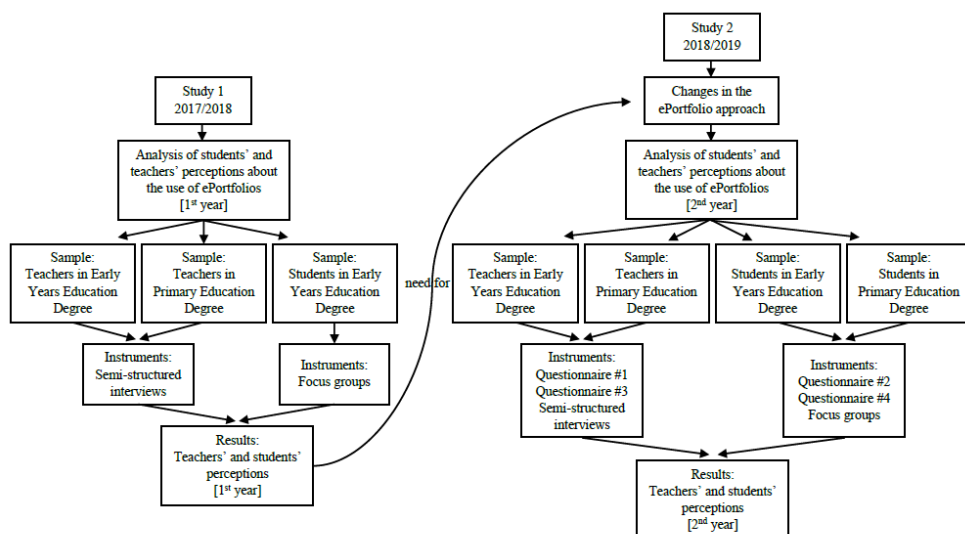 Study 1
2017/2018
Analysis of students' and
teachers' perceptions about
the use of ePortfolios
[1st year]
Sample:
Teachers in Early
Years Education
Degree
Sample:
Teachers in
Primary Education
Degree
Sample:
Students in Early
Years Education
Degree
Instruments:
Semi-structured
interviews
Instruments:
Focus groups
Results:
Teachers' and students'
perceptions
[1st year]
need for
Study 2
2018/2019
Changes in the
ePortfolio approach
Analysis of students' and
teachers' perceptions about
the use of ePortfolios
[2nd year]
Sample:
Teachers in Early
Years Education
Degree
Sample:
Teachers in
Primary Education
Degree
Sample:
Students in Early
Years Education
Degree
Sample:
Students in
Primary Education
Degree
Instruments:
Questionnaire #1
Questionnaire #3
Semi-structured
interviews
Instruments:
Questionnaire #2
Questionnaire #4
Focus groups
Results:
Teachers' and students'
perceptions
[2nd year]